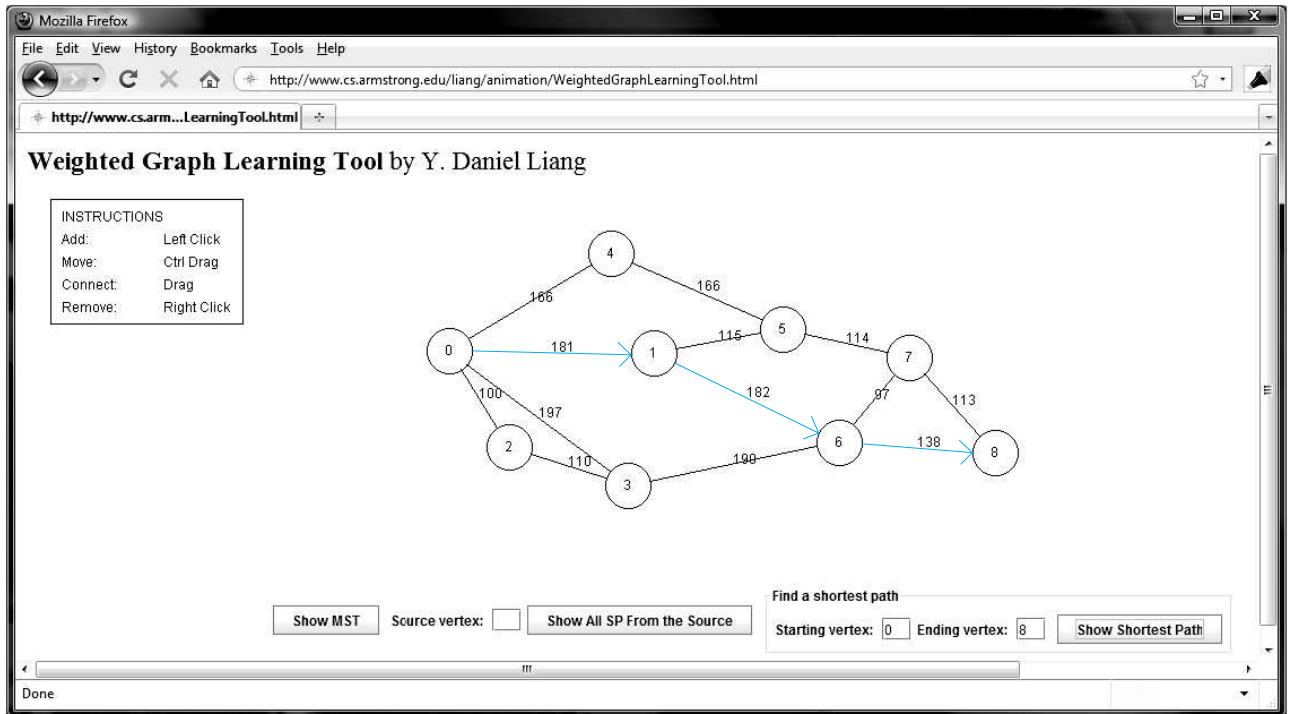 Mozilla Firefox
File Edit View History Bookmarks Tools Help
http://www.cs.armstrong.edu/liang/animation/WeightedGraphLearningTool.html
http://www.cs.arm...LearningTool.html
Weighted Graph Learning Tool by Y. Daniel Liang
INSTRUCTIONS
Add: Left Click
Move: Ctrl Drag
Connect: Drag
Remove: Right Click
4
166
166
5
115
114
0
181
1
7
100
182
97
113
197
2
110
6
138
8
190
3
Find a shortest path
Show MST Source vertex: Show All SP From the Source
Starting vertex: 0 Ending vertex: 8 Show Shortest Path
Done